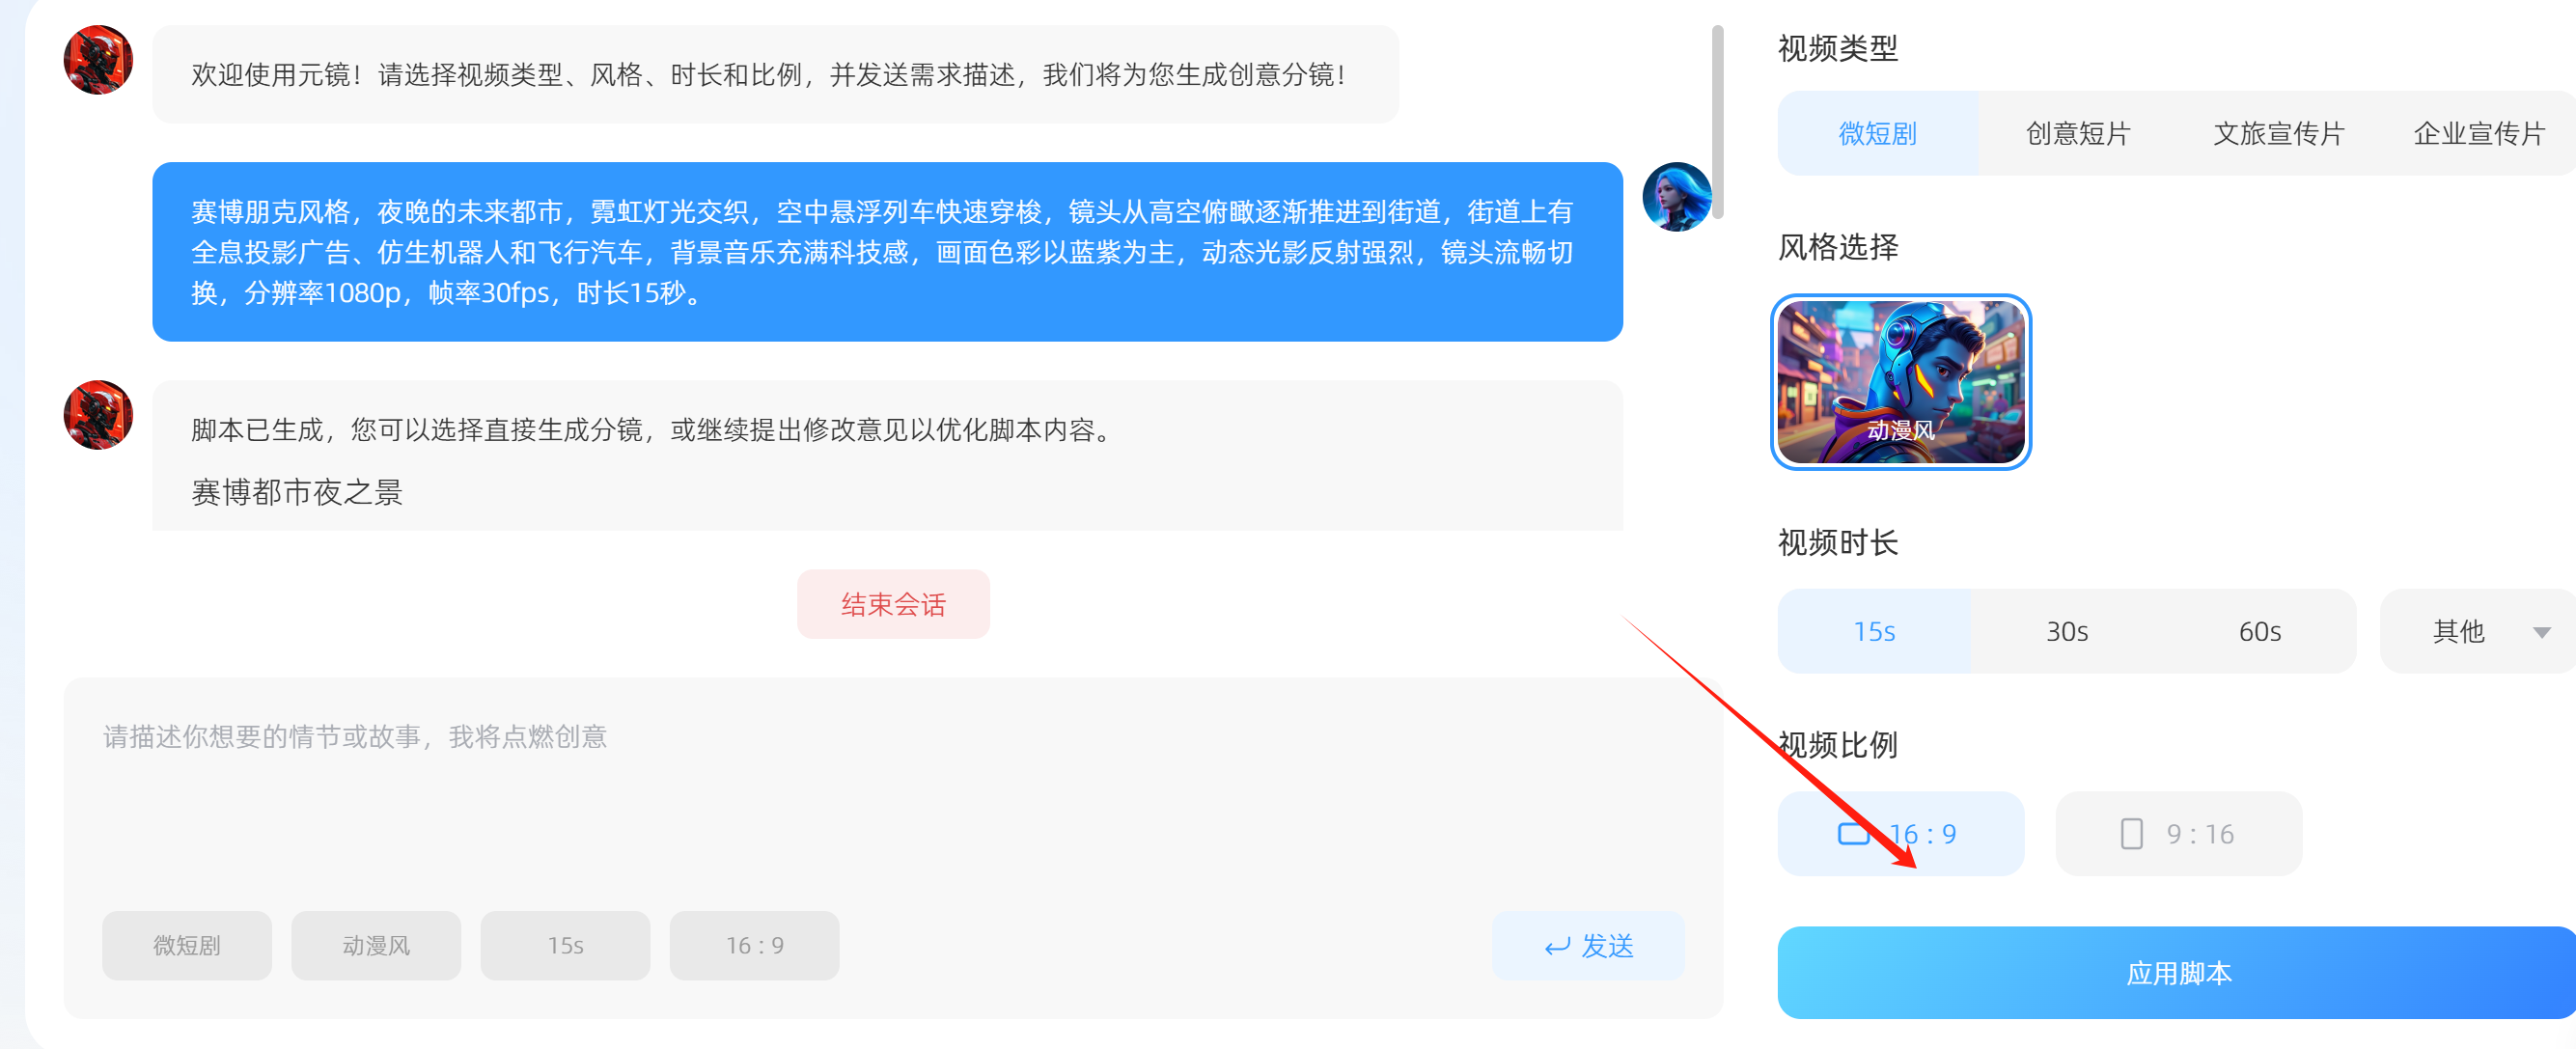 欢迎使用元镜！请选择视频类型、风格、时长和比例，并发送需求描述，我们将为您生成创意分镜！
赛博朋克风格，夜晚的未来都市，霓虹灯光交织，空中悬浮列车快速穿梭，镜头从高空俯瞰逐渐推进到街道，街道上有
全息投影广告、仿生机器人和飞行汽车，背景音乐充满科技感，画面色彩以蓝紫为主，动态光影反射强烈，镜头流畅切
换，分辨率1080p，帧率30fps，时长15秒。
脚本已生成，您可以选择直接生成分镜，或继续提出修改意见以优化脚本内容。
赛博都市夜之景
结束会话
请描述你想要的情节或故事，我将点燃创意
微短剧 动漫风 15s 16 : 9
发送
视频类型
微短剧 创意短片 文旅宣传片 企业宣传片
风格选择
动漫风
视频时长
15s 30s 60s 其他
视频比例
16 : 9 9 : 16
应用脚本